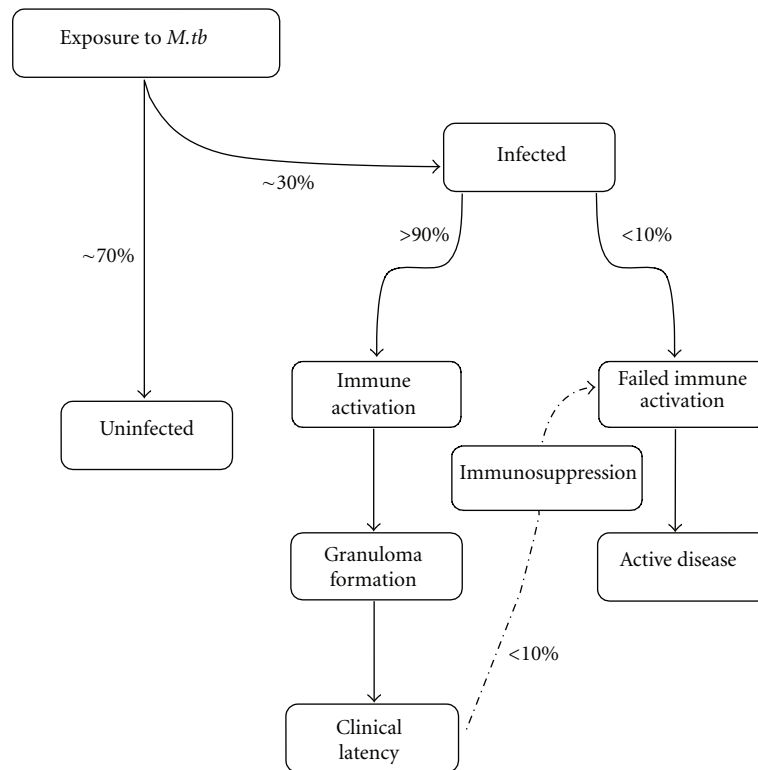 Exposure to M.tb
Infected
~30%
>90%
<10%
~70%
Immune
activation
Failed immune
activation
Uninfected
Immunosuppression
Granuloma
formation
Active disease
<10%
Clinical
latency